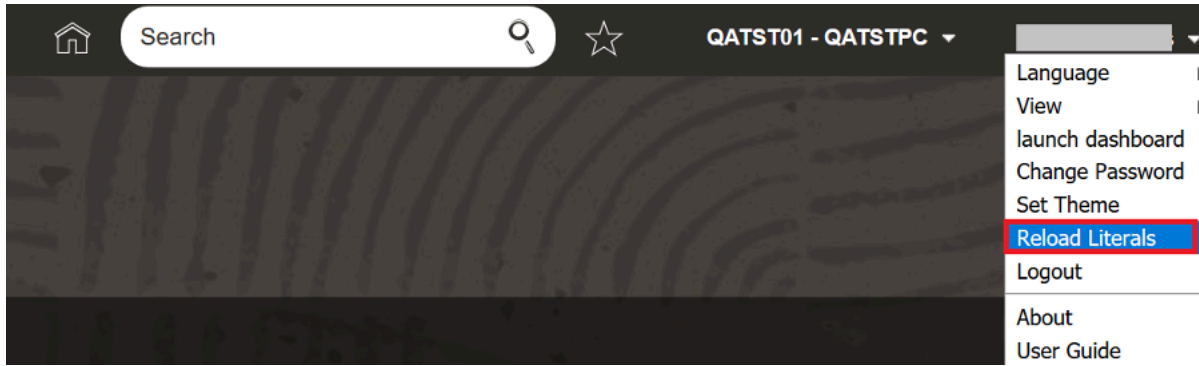 Search
QATST01 - QATSTPC
Language
View
launch dashboard
Change Password
Set Theme
Reload Literals
Logout
About
User Guide